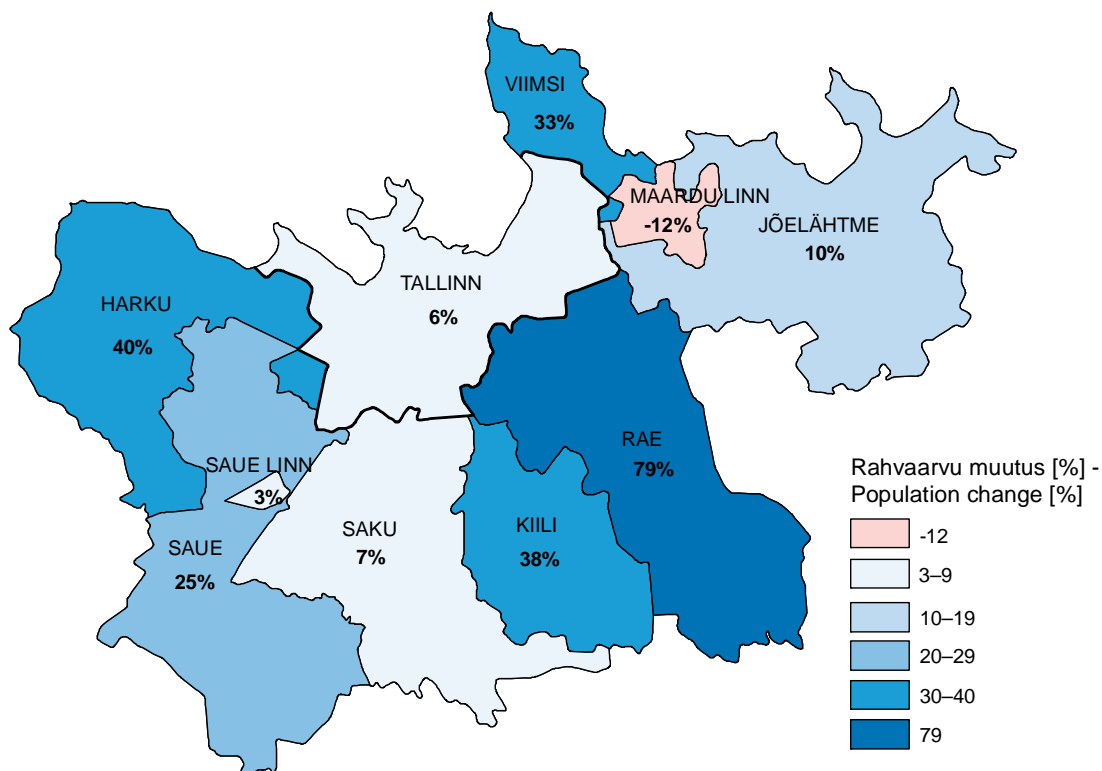 VIIMSI
33%
MAARDU LINN
-12%
JÕELÄHTME
10%
TALLINN
6%
HARKU
40%
RAE
79%
SAUE LINN
3%
SAKU
7%
KIILI
38%
SAUE
25%
Rahvaarvu muutus [%] -
Population change [%]
-12
3–9
10–19
20–29
30–40
79